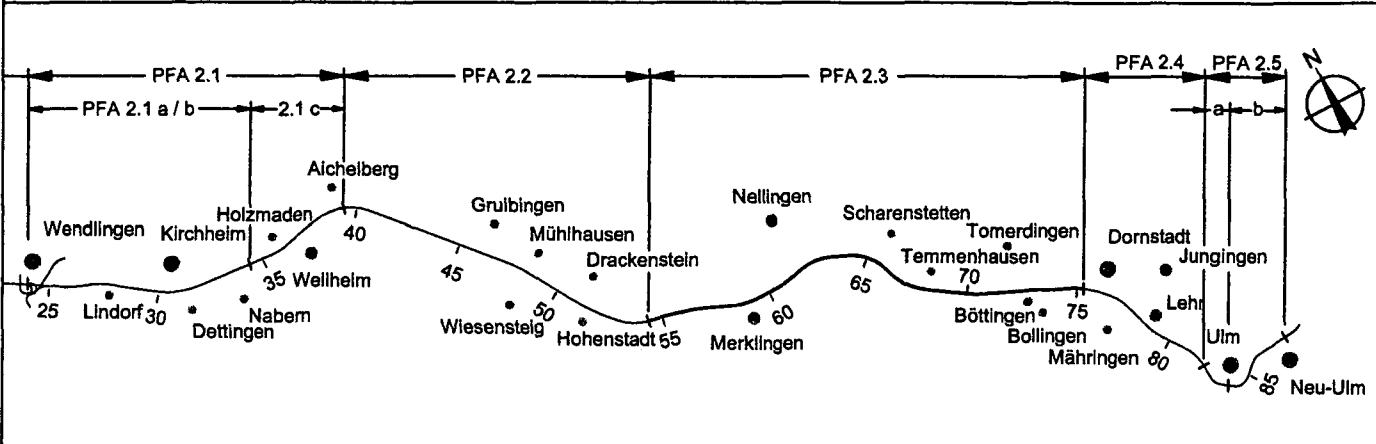 PFA 2.1
PFA 2.2
PFA 2.3
PFA 2.4
PFA 2.5
N
PFA 2.1 a / b
2.1 c
a
b
Aichelberg
Wendlingen
Kirchheim
Holzmaden
Gruibingen
Mühlhausen
Drackenstein
Nellingen
Scharenstetten
Tomerdingen
Temmenhausen
Dornstadt
Jungingen
Lehr
Ulm
Weilheim
Lindorf
Dettingen
Nabern
Wiesensteig
Hohenstadt
Merklingen
Böttingen
Bollingen
Mähringen
Neu-Ulm
25
30
35
40
45
50
55
60
65
70
75
80
85